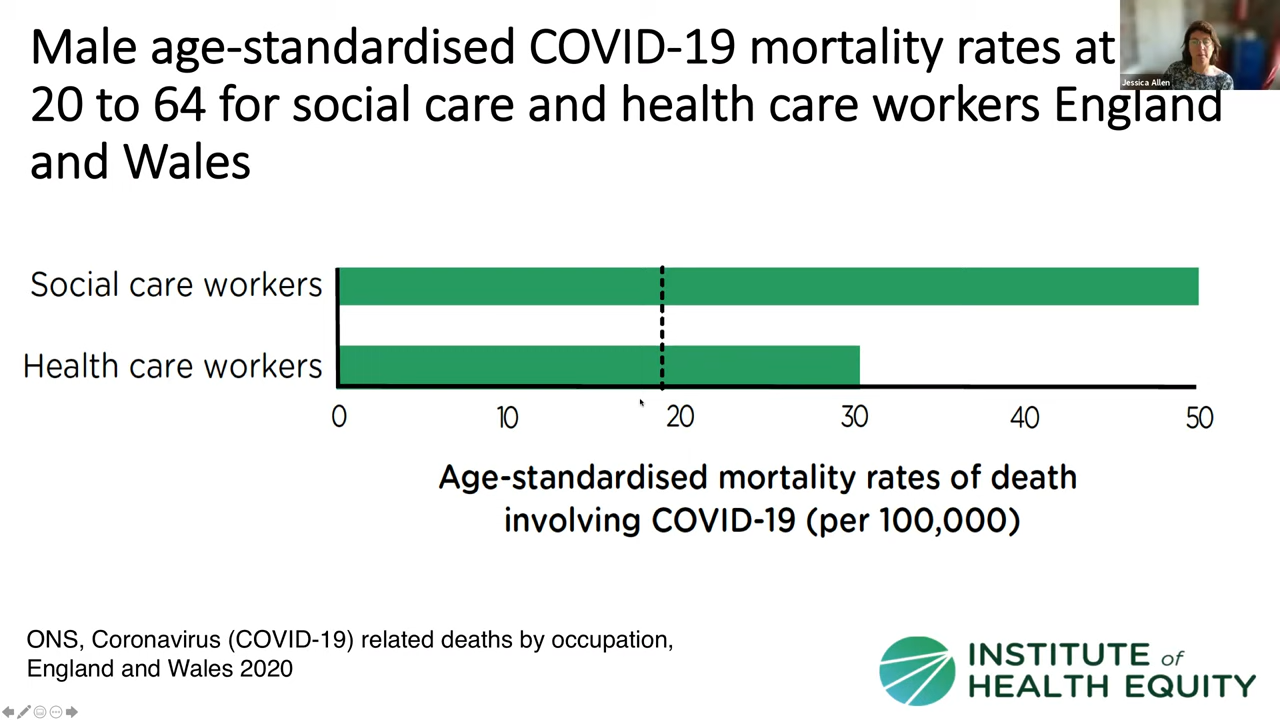 Male age-standardised COVID-19 mortality rates at
20 to 64 for social care and health care workers England
and Wales
Jessica Allen
Social care workers
Health care workers
0 10 20 30 40 50
Age-standardised mortality rates of death
involving COVID-19 (per 100,000)
ONS, Coronavirus (COVID-19) related deaths by occupation,
England and Wales 2020
INSTITUTE of
HEALTH EQUITY